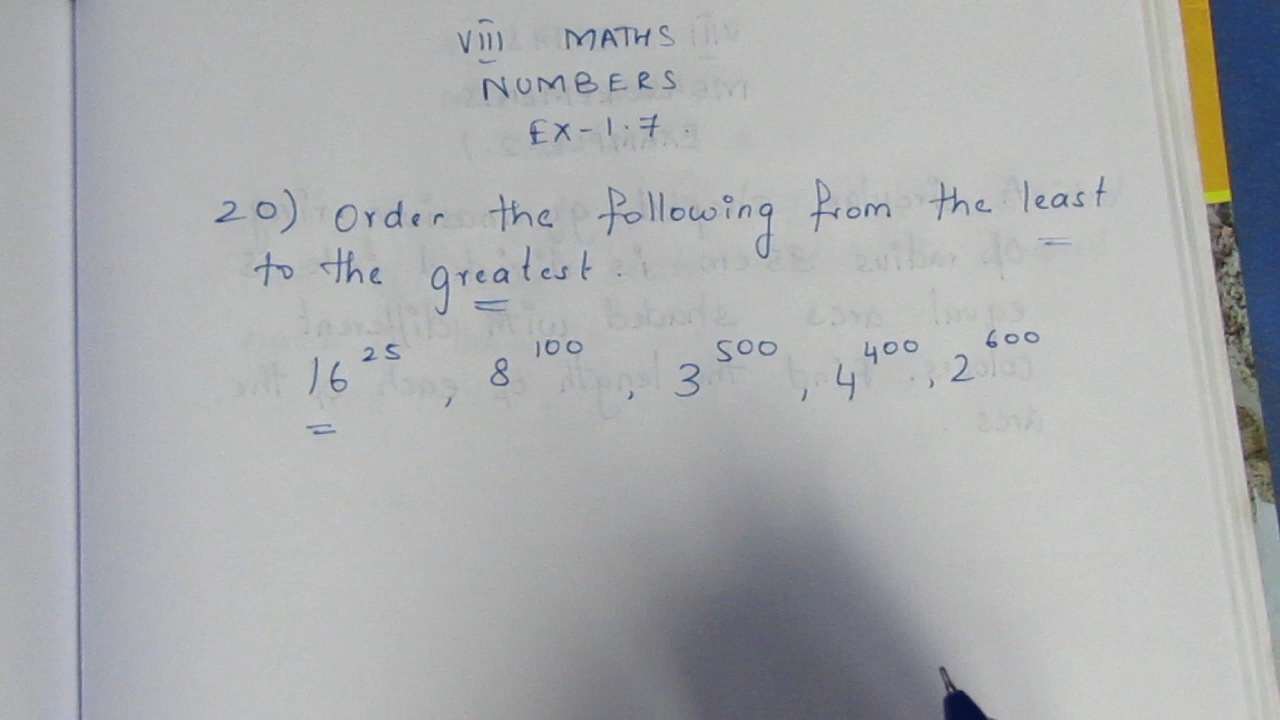 viii MATHS
NUMBERS
EX-1.7.
20) Order the following from the least
to the greatest.
16^25, 8^100, 3^500, 4^400, 2^600